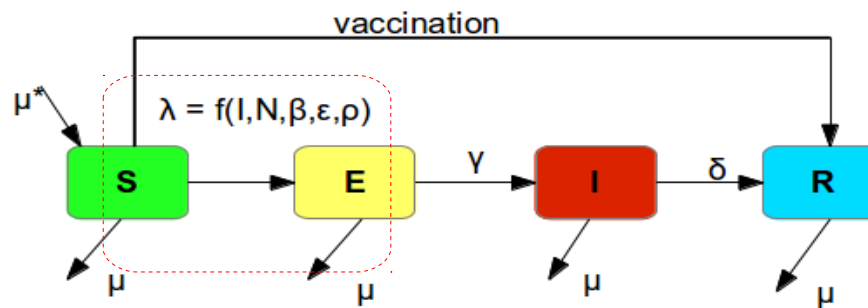 vaccination
μ*
λ = f(I,N,β,ε,ρ)
S
E
γ
I
δ
R
μ
μ
μ
μ